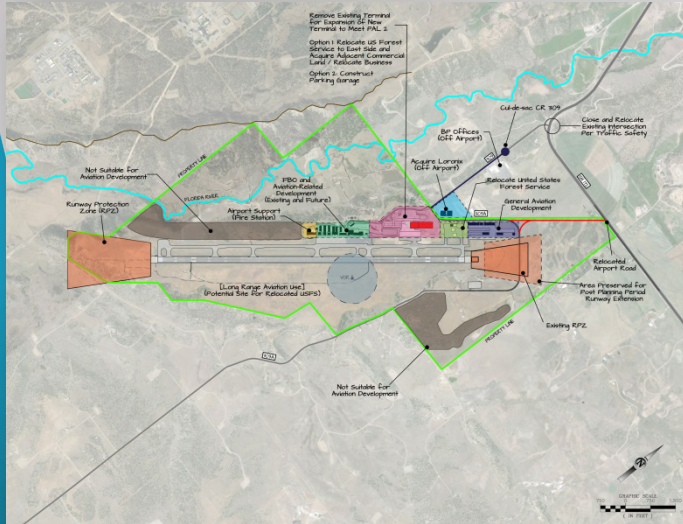 Remove Existing Terminal
for Expansion of New
Terminal to Meet PAL 2
Option 1: Relocate US Forest
Service to East Side and
Acquire Adjacent Commercial
Land / Relocate Business
Option 2: Construct
Parking Garage
Cul-de-sac CR 309
Close and Relocate
Existing Intersection
Per Traffic Safety
BP Offices
(Off Airport)
Acquire Loronix
(Off Airport)
Relocate United States
Forest Service
General Aviation
Development
Not Suitable for
Aviation Development
PROPERTY LINE
FLORIDA RIVER
FBO and
Aviation-Related
Development
(Existing and Future)
Airport Support
(Fire Station)
Runway Protection
Zone (RPZ)
[Long Range Aviation Use]
(Potential Site for Relocated USFS)
Relocated
Airport Road
Area Preserved for
Post Planning Period
Runway Extension
Existing RPZ
PROPERTY LINE
Not Suitable for
Aviation Development
GRAPHIC SCALE
( IN FEET )